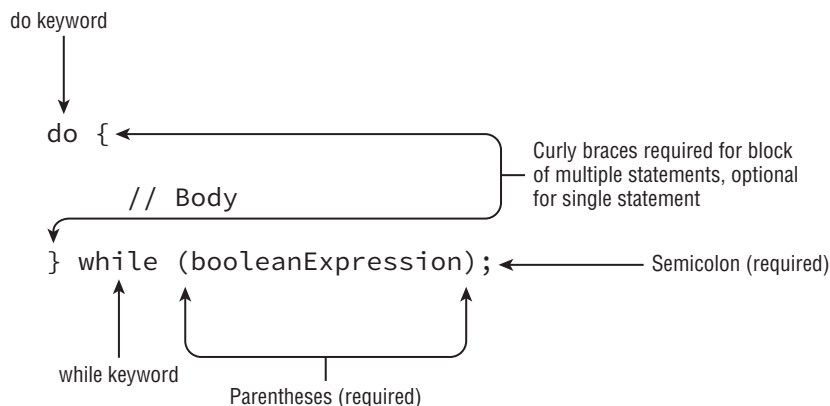 do keyword
do {
Curly braces required for block
of multiple statements, optional
for single statement
// Body
} while (booleanExpression);
Semicolon (required)
while keyword
Parentheses (required)